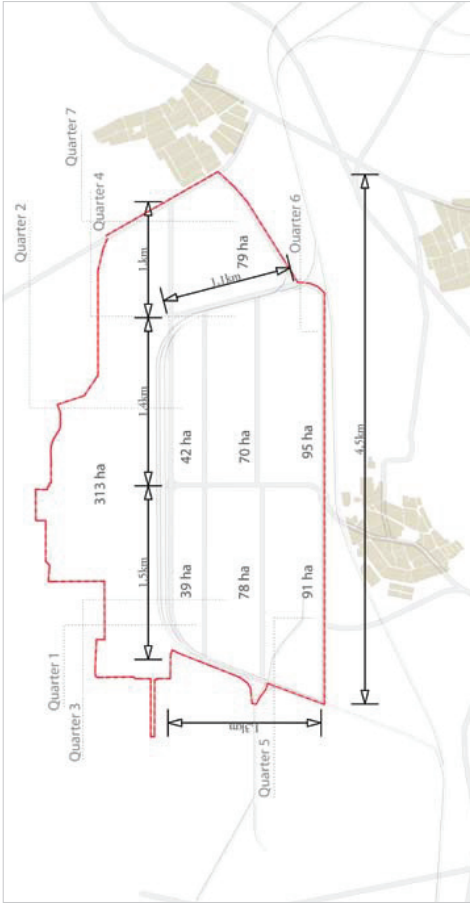 Quarter 7
Quarter 4
Quarter 2
Quarter 6
1km
1.1km
79 ha
1.4km
313 ha
42 ha
70 ha
95 ha
4.5km
1.5km
39 ha
78 ha
91 ha
Quarter 1
Quarter 3
1.3km
Quarter 5